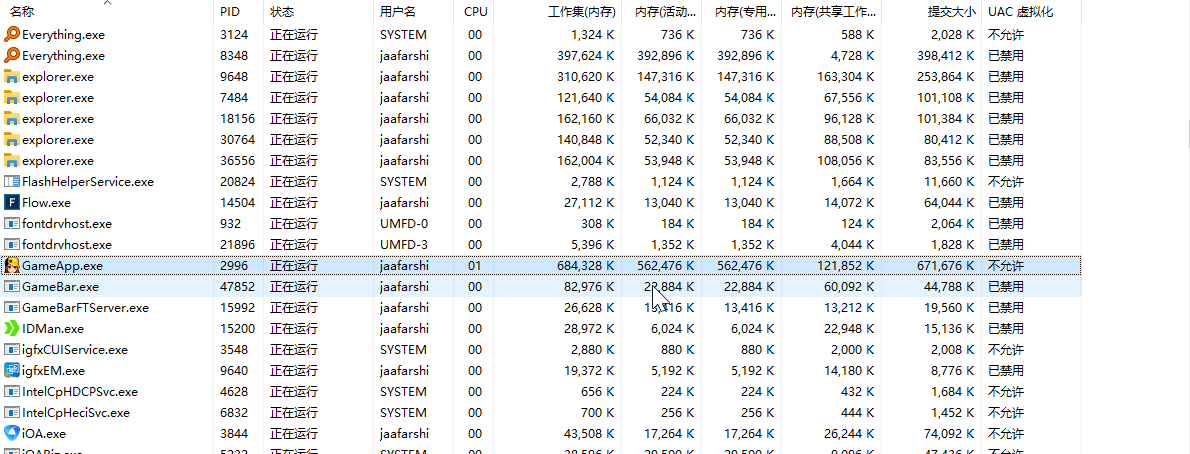 名称 PID 状态 用户名 CPU 工作集(内存) 内存(活动... 内存(专用... 内存(共享工作... 提交大小 UAC 虚拟化
Everything.exe 3124 正在运行 SYSTEM 00 1,324 K 736 K 736 K 588 K 2,028 K 不允许
Everything.exe 8348 正在运行 jaafarshi 00 397,624 K 392,896 K 392,896 K 4,728 K 398,412 K 已禁用
explorer.exe 9648 正在运行 jaafarshi 00 310,620 K 147,316 K 147,316 K 163,304 K 253,864 K 已禁用
explorer.exe 7484 正在运行 jaafarshi 00 121,640 K 54,084 K 54,084 K 67,556 K 101,108 K 已禁用
explorer.exe 18156 正在运行 jaafarshi 00 162,160 K 66,032 K 66,032 K 96,128 K 101,384 K 已禁用
explorer.exe 30764 正在运行 jaafarshi 00 140,848 K 52,340 K 52,340 K 88,508 K 80,412 K 已禁用
explorer.exe 36556 正在运行 jaafarshi 00 162,004 K 53,948 K 53,948 K 108,056 K 83,556 K 已禁用
FlashHelperService.exe 20824 正在运行 SYSTEM 00 2,788 K 1,124 K 1,124 K 1,664 K 11,660 K 不允许
Flow.exe 14504 正在运行 jaafarshi 00 27,112 K 13,040 K 13,040 K 14,072 K 64,044 K 已禁用
fontdrvhost.exe 932 正在运行 UMFD-0 00 308 K 184 K 184 K 124 K 2,064 K 已禁用
fontdrvhost.exe 21896 正在运行 UMFD-3 00 5,396 K 1,352 K 1,352 K 4,044 K 1,828 K 已禁用
GameApp.exe 2996 正在运行 jaafarshi 01 684,328 K 562,476 K 562,476 K 121,852 K 671,676 K 不允许
GameBar.exe 47852 正在运行 jaafarshi 00 82,976 K 22,884 K 22,884 K 60,092 K 44,788 K 已禁用
GameBarFTServer.exe 15992 正在运行 jaafarshi 00 26,628 K 13,416 K 13,416 K 13,212 K 19,560 K 已禁用
IDMan.exe 15200 正在运行 jaafarshi 00 28,972 K 6,024 K 6,024 K 22,948 K 15,136 K 已禁用
igfxCUIService.exe 3548 正在运行 SYSTEM 00 2,880 K 880 K 880 K 2,000 K 2,008 K 不允许
igfxEM.exe 9640 正在运行 jaafarshi 00 19,372 K 5,192 K 5,192 K 14,180 K 8,776 K 已禁用
IntelCpHDCPSvc.exe 4628 正在运行 SYSTEM 00 656 K 224 K 224 K 432 K 1,684 K 不允许
IntelCpHeciSvc.exe 6832 正在运行 SYSTEM 00 700 K 256 K 256 K 444 K 1,452 K 不允许
iOA.exe 3844 正在运行 jaafarshi 00 43,508 K 17,264 K 17,264 K 26,244 K 74,092 K 不允许